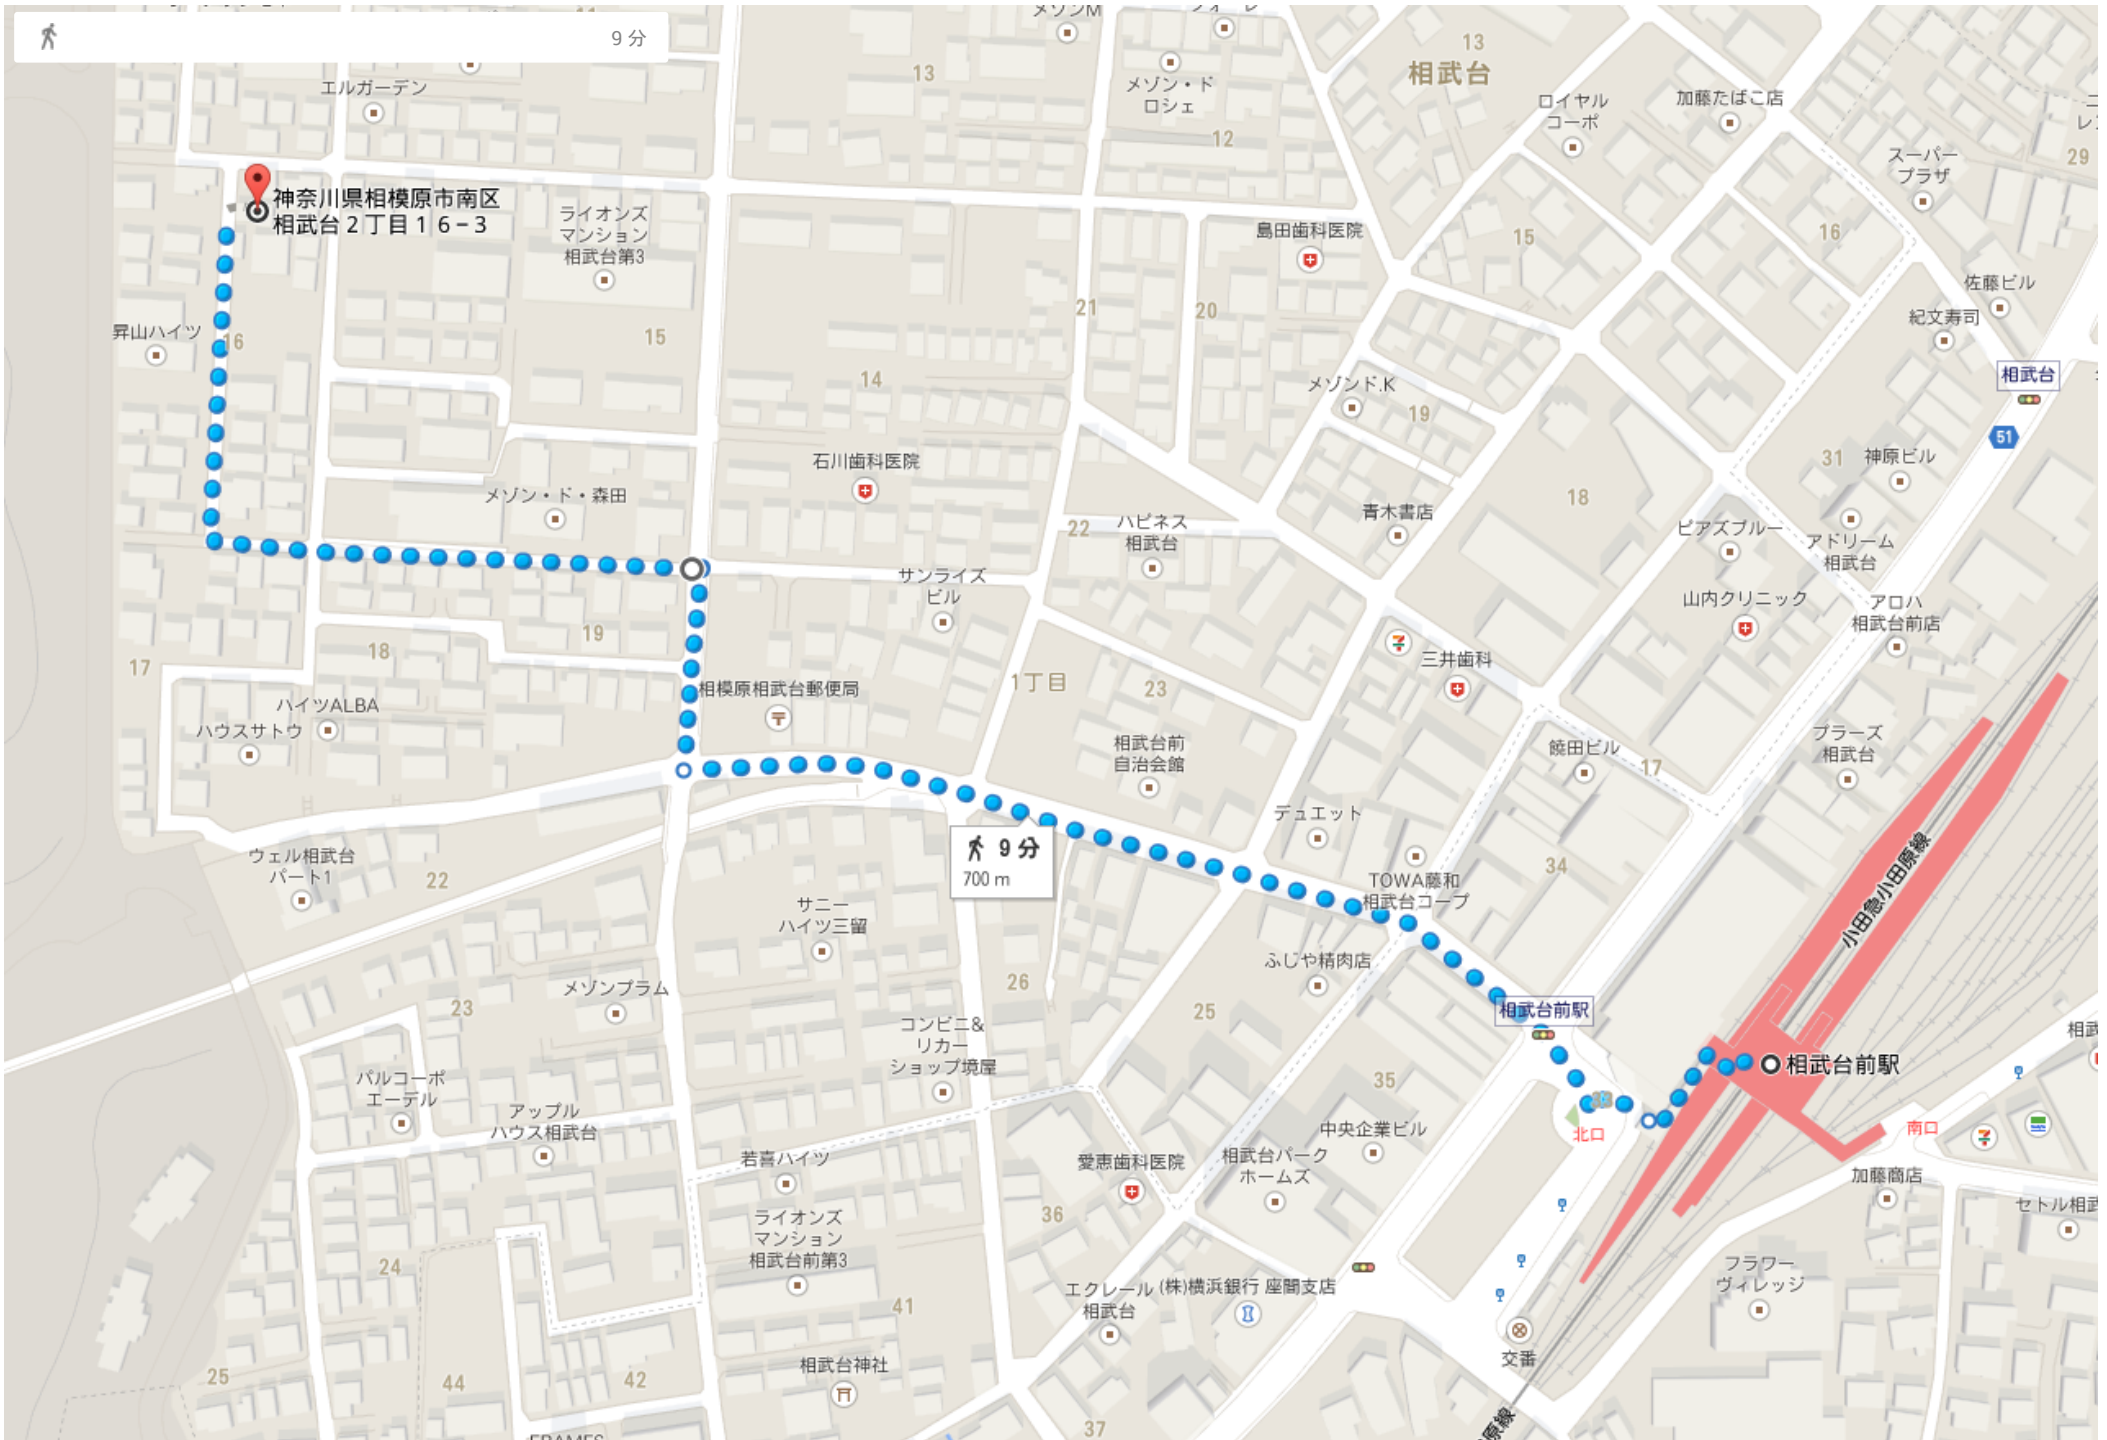 9 分
エルガーデン
神奈川県相模原市南区
相武台２丁目１６−３
ライオンズ
マンション
相武台第3
昇山ハイツ
16
15
メゾン・ド・森田
13
メゾンM
メゾン・ド
ロシェ
12
13
相武台
ロイヤル
コーポ
加藤たばこ店
スーパー
プラザ
29
島田歯科医院
15
16
佐藤ビル
紀文寿司
相武台
51
21
20
14
メゾンド.K
19
石川歯科医院
22
ハピネス
相武台
青木書店
18
31
神原ビル
ピアズブルー
アドリーム
相武台
山内クリニック
アロハ
相武台前店
サンライズ
ビル
19
18
17
ハイツALBA
ハウスサトウ
相模原相武台郵便局
1丁目
23
相武台前
自治会館
三井歯科
饒田ビル
17
プラーズ
相武台
デュエット
34
TOWA藤和
相武台コープ
小田急小田原線
9 分
700 m
ウェル相武台
パート1
22
サニー
ハイツ三留
26
25
ふじや精肉店
相武台前駅
相武台前駅
23
メゾンプラム
コンビニ&
リカー
ショップ境屋
パルコーポ
エーデル
アップル
ハウス相武台
35
中央企業ビル
北口
南口
加藤商店
セトル相武
若喜ハイツ
愛恵歯科医院
相武台パーク
ホームズ
ライオンズ
マンション
相武台前第3
36
24
41
エクレール
相武台
(株)横浜銀行 座間支店
フラワー
ヴィレッジ
交番
相武台神社
25
44
42
37
原線